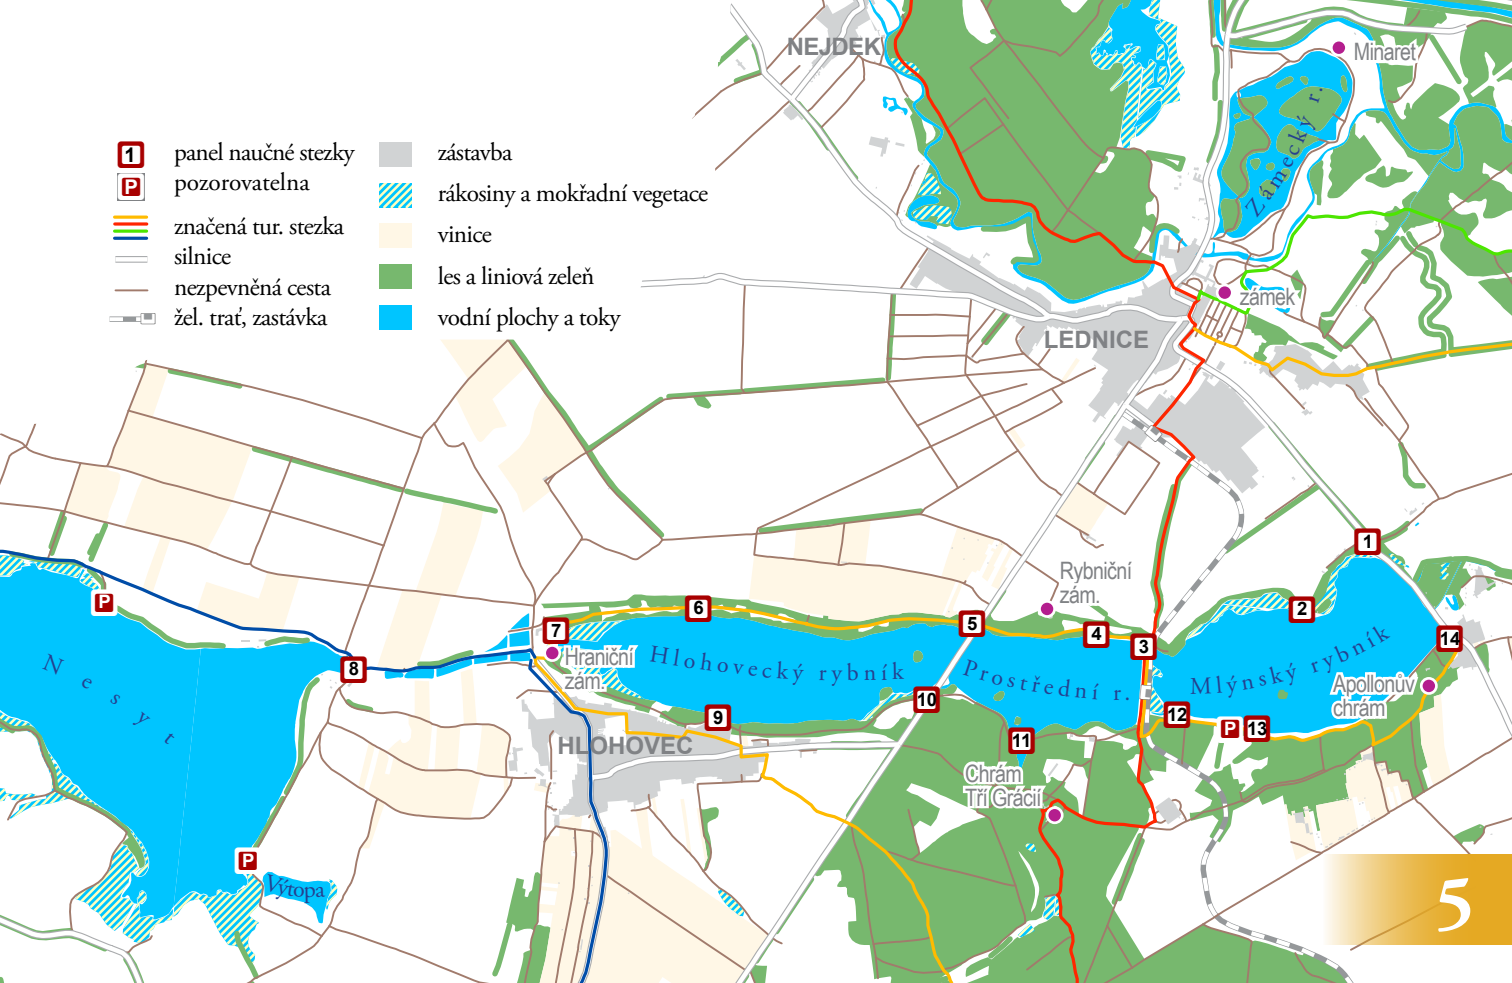 NEJDEK
Minaret
Zámecký r.
1 panel naučné stezky
P pozorovatelna
značená tur. stezka
silnice
nezpevněná cesta
žel. trať, zastávka
zástavba
rákosiny a mokřadní vegetace
vinice
les a liniová zeleň
vodní plochy a toky
zámek
LEDNICE
1
Rybniční
zám.
P
6
2
7
5
4
3
14
8
Hraniční
zám.
Hlohovecký rybník
Prostřední r.
Mlýnský rybník
Apollonův
chrám
Nesyt
9
10
11
12
P
13
HLOHOVEC
Chrám
Tří Grácií
P
Výtopa
5